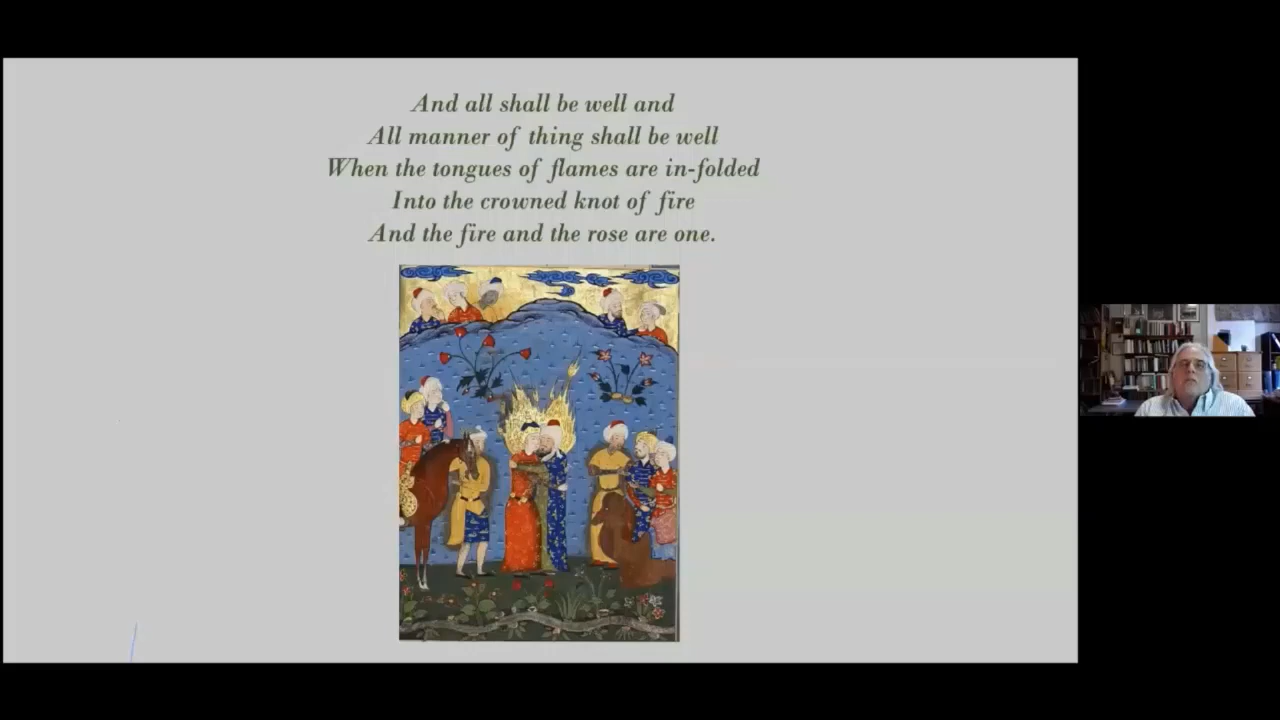 And all shall be well and
All manner of thing shall be well
When the tongues of flames are in-folded
Into the crowned knot of fire
And the fire and the rose are one.